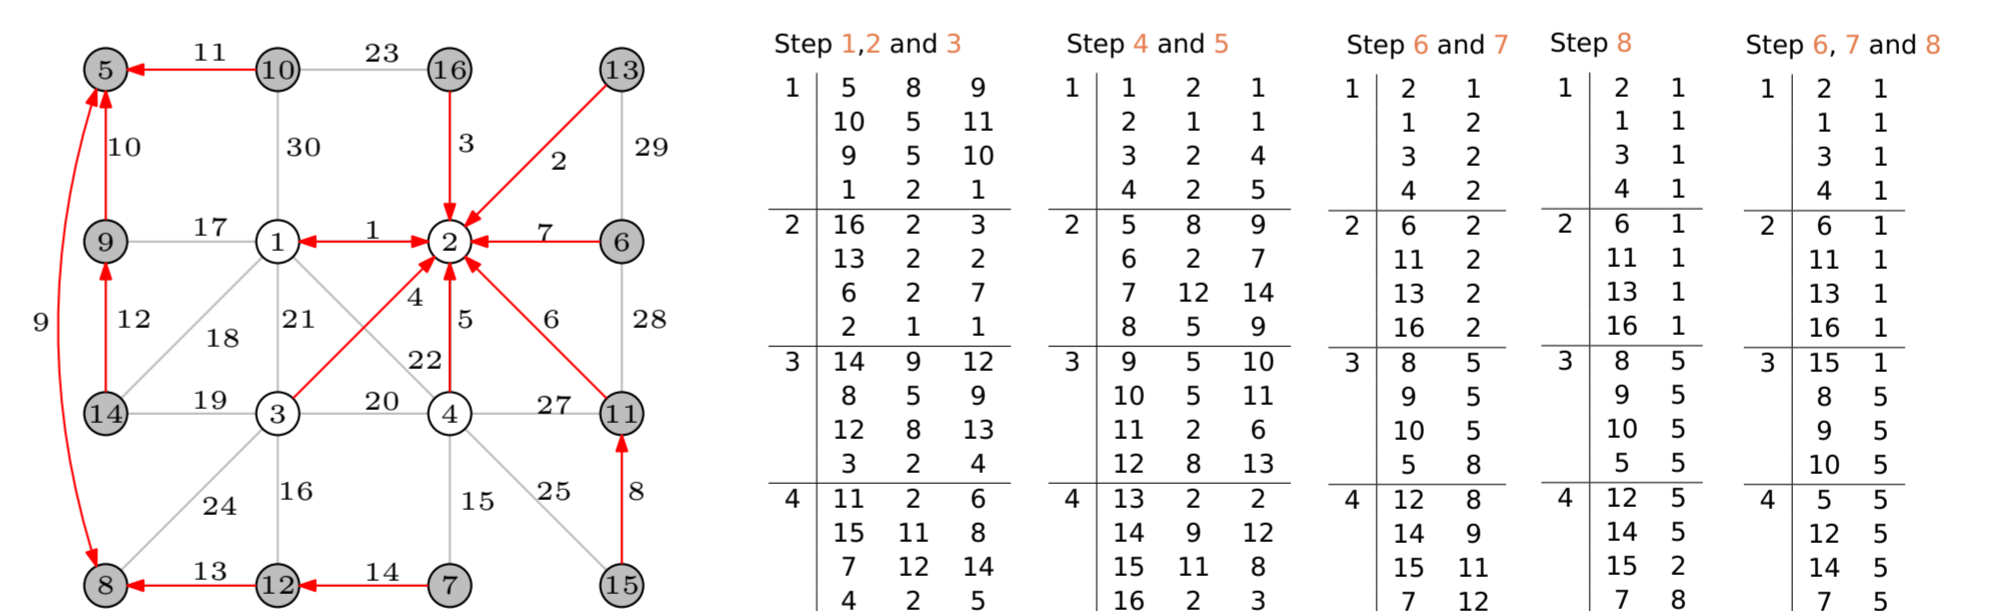 5 11 10 23 16 13
10 30 3 2 29
9 17 1 1 2 7 6
9 12 18 21 4 5 6 28
22
14 19 3 20 4 27 11
24 16 15 25 8
8 13 12 14 7 15
Step 1,2 and 3
1 5 8 9
10 5 11
9 5 10
1 2 1
2 16 2 3
13 2 2
6 2 7
2 1 1
3 14 9 12
8 5 9
12 8 13
3 2 4
4 11 2 6
15 11 8
7 12 14
4 2 5
Step 4 and 5
1 1 2 1
2 1 1
3 2 4
4 2 5
2 5 8 9
6 2 7
7 12 14
8 5 9
3 9 5 10
10 5 11
11 2 6
12 8 13
4 13 2 2
14 9 12
15 11 8
16 2 3
Step 6 and 7
1 2 1
1 2
3 2
4 2
2 6 2
11 2
13 2
16 2
3 8 5
9 5
10 5
5 8
4 12 8
14 9
15 11
7 12
Step 8
1 2 1
1 1
3 1
4 1
2 6 1
11 1
13 1
16 1
3 8 5
9 5
10 5
5 5
4 12 5
14 5
15 2
7 8
Step 6, 7 and 8
1 2 1
1 1
3 1
4 1
2 6 1
11 1
13 1
16 1
3 15 1
8 5
9 5
10 5
4 5 5
12 5
14 5
7 5